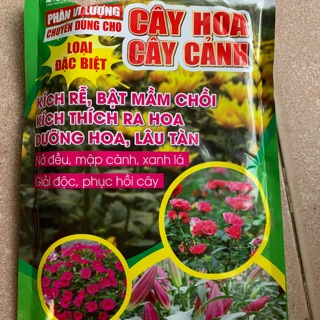 PHÂN VI LƯỢNG
CHUYÊN DÙNG CHO
CÂY HOA
CÂY CẢNH
LOẠI
ĐẶC BIỆT
KÍCH RỄ, BẬT MẦM CHỒI
KÍCH THÍCH RA HOA
DƯỠNG HOA, LÂU TÀN
Nở đều, mập cành, xanh lá
Giải độc, phục hồi cây